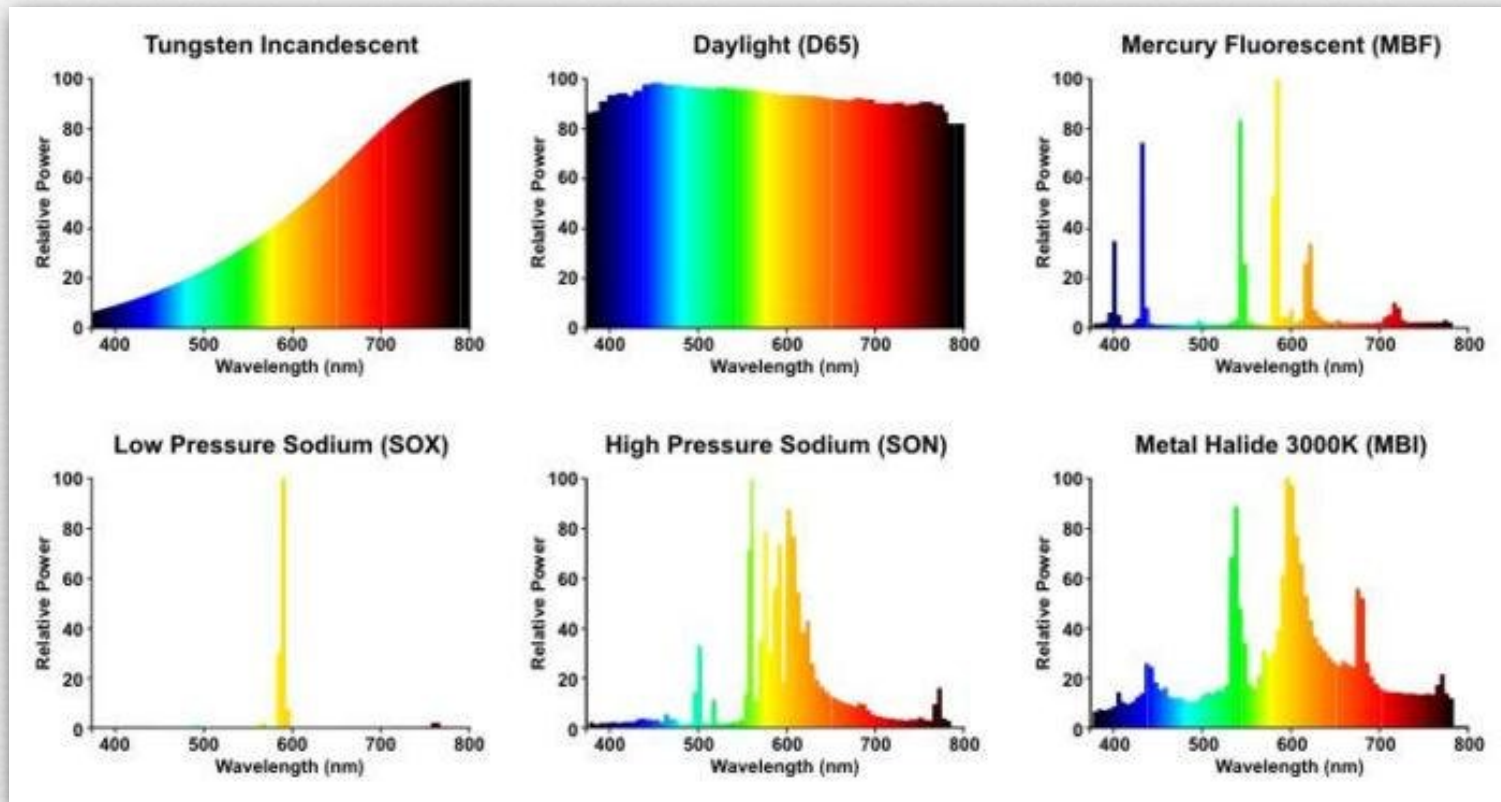 Tungsten Incandescent
100
80
60
40
20
0
Relative Power
400 500 600 700 800
Wavelength (nm)
Daylight (D65)
100
80
60
40
20
0
Relative Power
400 500 600 700 800
Wavelength (nm)
Mercury Fluorescent (MBF)
100
80
60
40
20
0
Relative Power
400 500 600 700 800
Wavelength (nm)
Low Pressure Sodium (SOX)
100
80
60
40
20
0
Relative Power
400 500 600 700 800
Wavelength (nm)
High Pressure Sodium (SON)
100
80
60
40
20
0
Relative Power
400 500 600 700 800
Wavelength (nm)
Metal Halide 3000K (MBI)
100
80
60
40
20
0
Relative Power
400 500 600 700 800
Wavelength (nm)